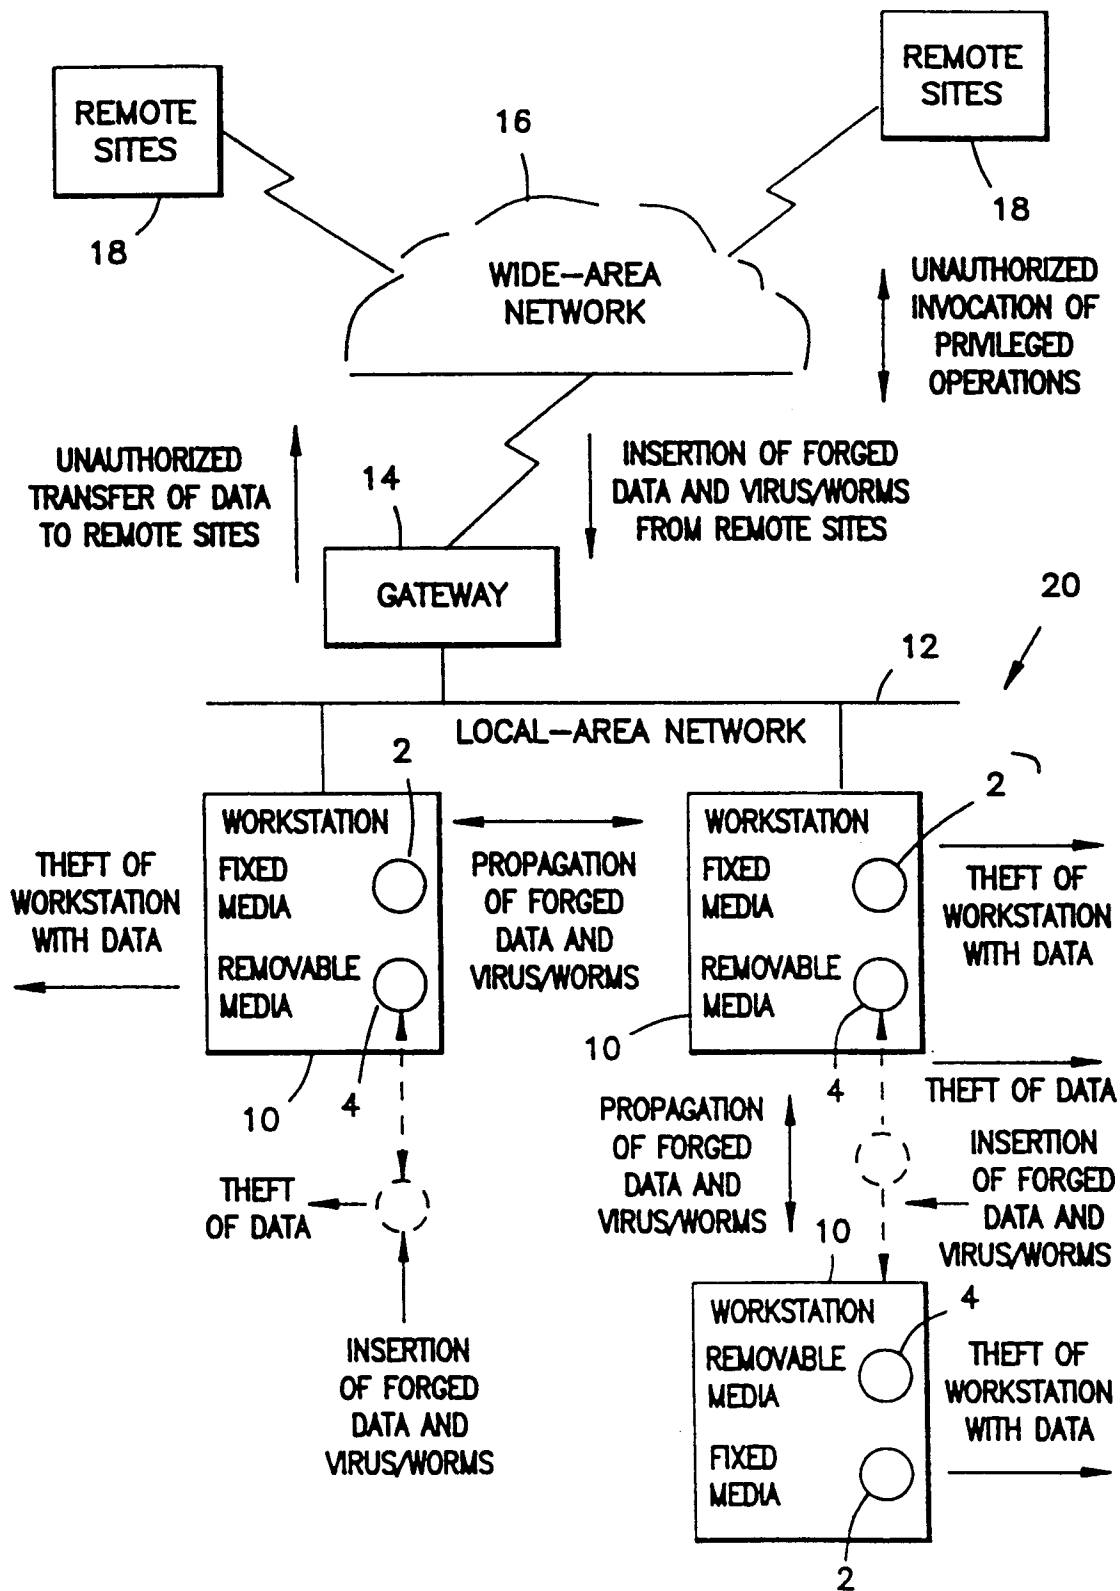 REMOTE
SITES
18
REMOTE
SITES
18
16
WIDE-AREA
NETWORK
UNAUTHORIZED
INVOCATION OF
PRIVILEGED
OPERATIONS
UNAUTHORIZED
TRANSFER OF DATA
TO REMOTE SITES
14
INSERTION OF FORGED
DATA AND VIRUS/WORMS
FROM REMOTE SITES
GATEWAY
20
12
LOCAL-AREA NETWORK
2
WORKSTATION
FIXED
MEDIA
REMOVABLE
MEDIA
4
10
THEFT OF
WORKSTATION
WITH DATA
PROPAGATION
OF FORGED
DATA AND
VIRUS/WORMS
2
WORKSTATION
FIXED
MEDIA
REMOVABLE
MEDIA
10
4
THEFT OF
WORKSTATION
WITH DATA
THEFT OF DATA
THEFT
OF DATA
INSERTION
OF FORGED
DATA AND
VIRUS/WORMS
PROPAGATION
OF FORGED
DATA AND
VIRUS/WORMS
INSERTION
OF FORGED
DATA AND
VIRUS/WORMS
10
4
WORKSTATION
REMOVABLE
MEDIA
FIXED
MEDIA
2
THEFT OF
WORKSTATION
WITH DATA